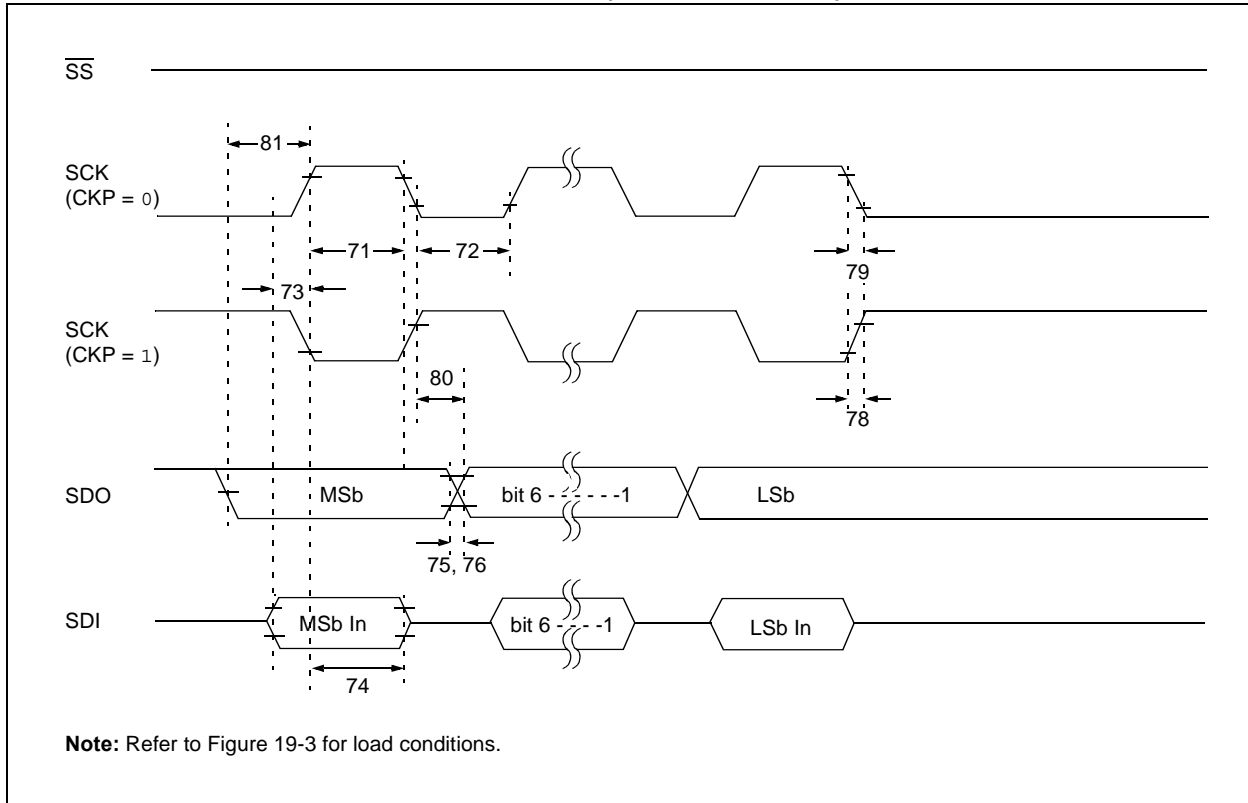 SS
81
SCK
(CKP = 0)
71
72
79
73
SCK
(CKP = 1)
80
78
SDO
MSb
bit 6 - - - - - - -1
LSb
75, 76
SDI
MSb In
bit 6 - - - - -1
LSb In
74
Note: Refer to Figure 19-3 for load conditions.